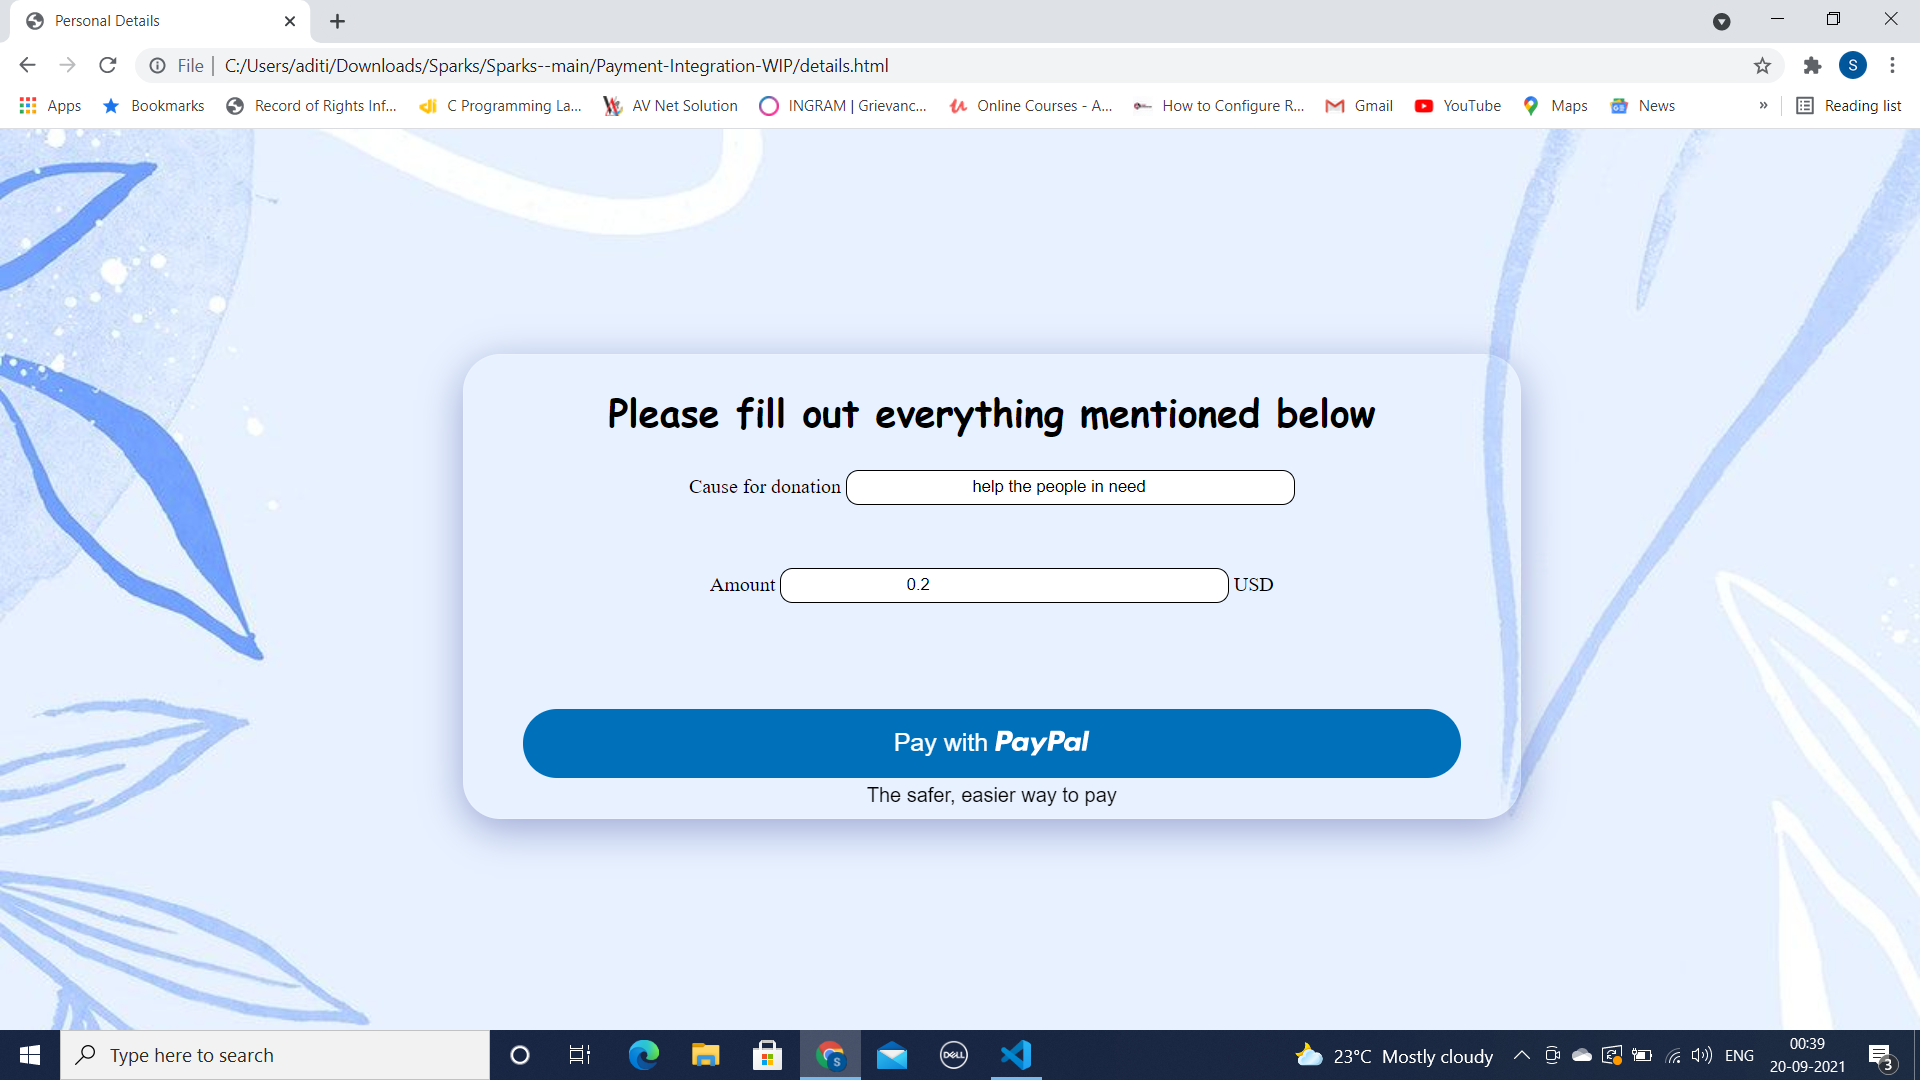 Personal Details
File | C:/Users/aditi/Downloads/Sparks/Sparks--main/Payment-Integration-WIP/details.html
S
Apps Bookmarks Record of Rights Inf... C Programming La... AV Net Solution INGRAM | Grievanc... Online Courses - A... How to Configure R... Gmail YouTube Maps News » Reading list
Please fill out everything mentioned below
Cause for donation help the people in need
Amount 0.2 USD
Pay with PayPal
The safer, easier way to pay
Type here to search
S
DELL
23°C Mostly cloudy
ENG
00:39
20-09-2021
3